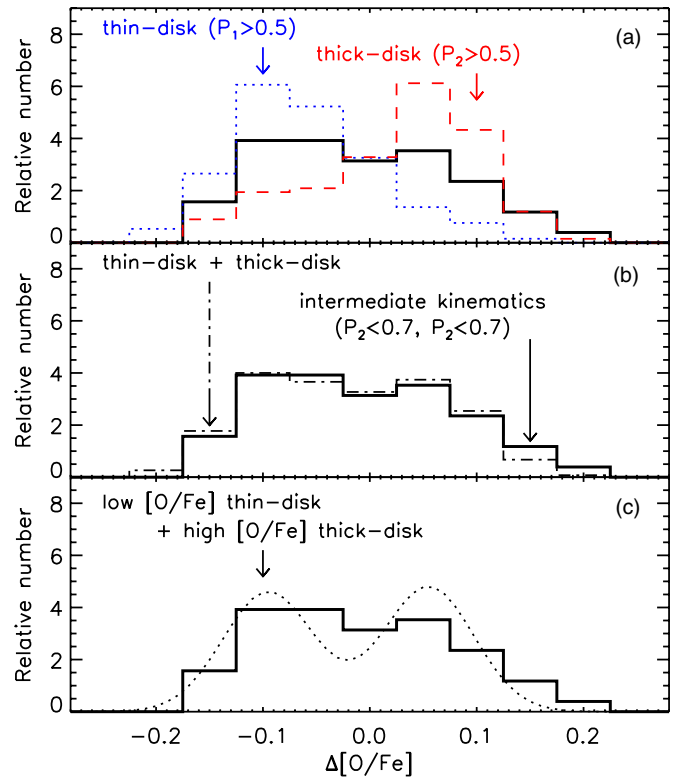 thin-disk (P1>0.5)
(a)
thick-disk (P2>0.5)
Relative number
8
6
4
2
0
thin-disk + thick-disk
(b)
intermediate kinematics
(P2<0.7, P2<0.7)
Relative number
8
6
4
2
0
low [O/Fe] thin-disk
(c)
+ high [O/Fe] thick-disk
Relative number
8
6
4
2
0
−0.2 −0.1 0.0 0.1 0.2
Δ[O/Fe]